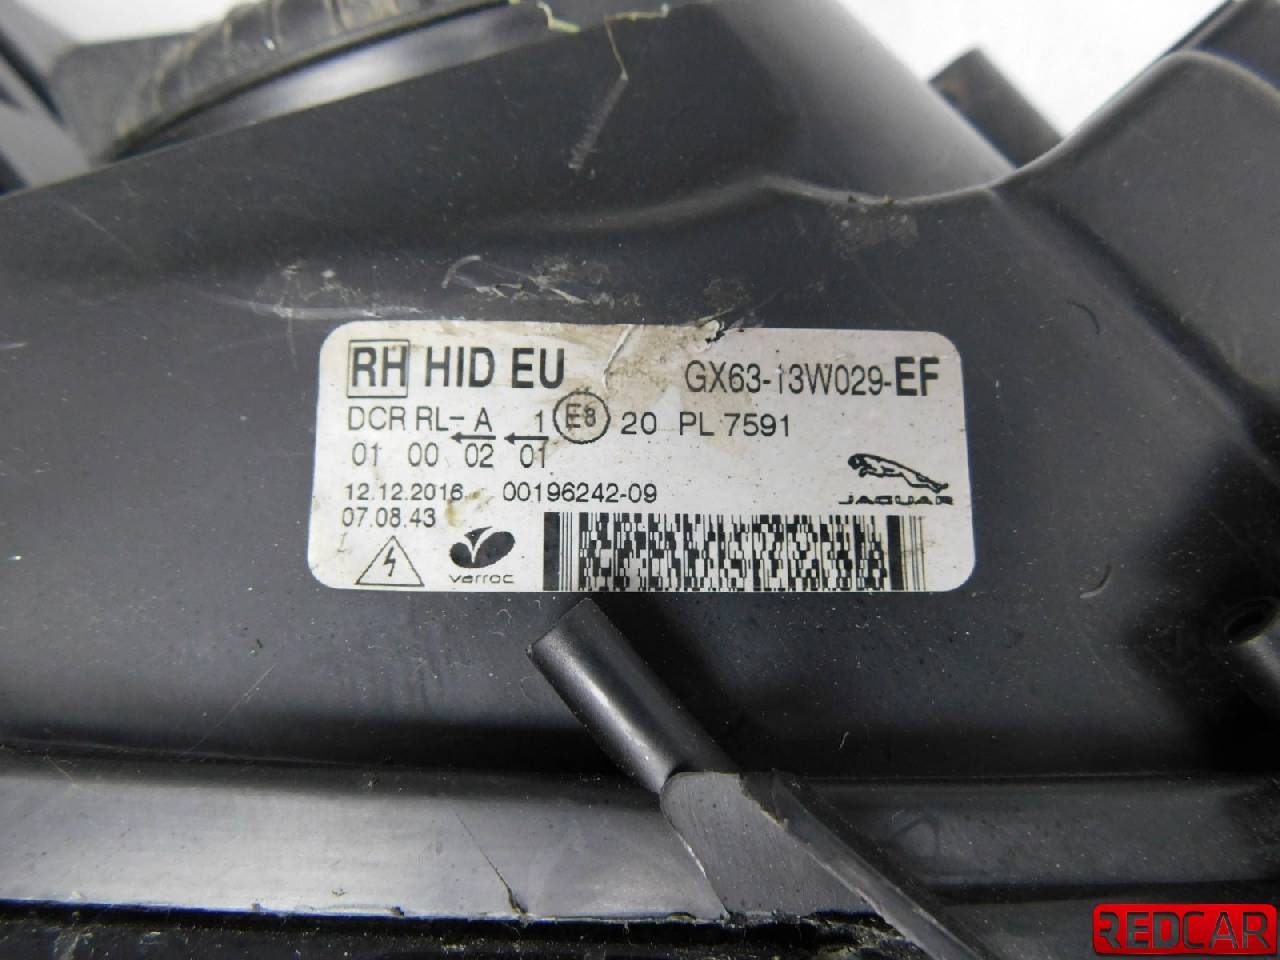 RH HID EU GX63-13W029-EF
DCR RL- A 1 E8 20 PL 7591
01 00 02 01
12.12.2016 00196242-09
07.08.43
JAGUAR
varroc
REDCAR